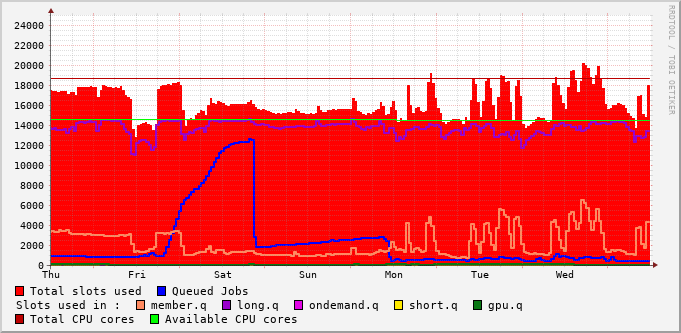 24000
22000
20000
18000
16000
14000
12000
10000
8000
6000
4000
2000
0
Thu Fri Sat Sun Mon Tue Wed
RRDTOOL / TOBI OETIKER
Total slots used Queued Jobs
Slots used in : member.q long.q ondemand.q short.q gpu.q
Total CPU cores Available CPU cores